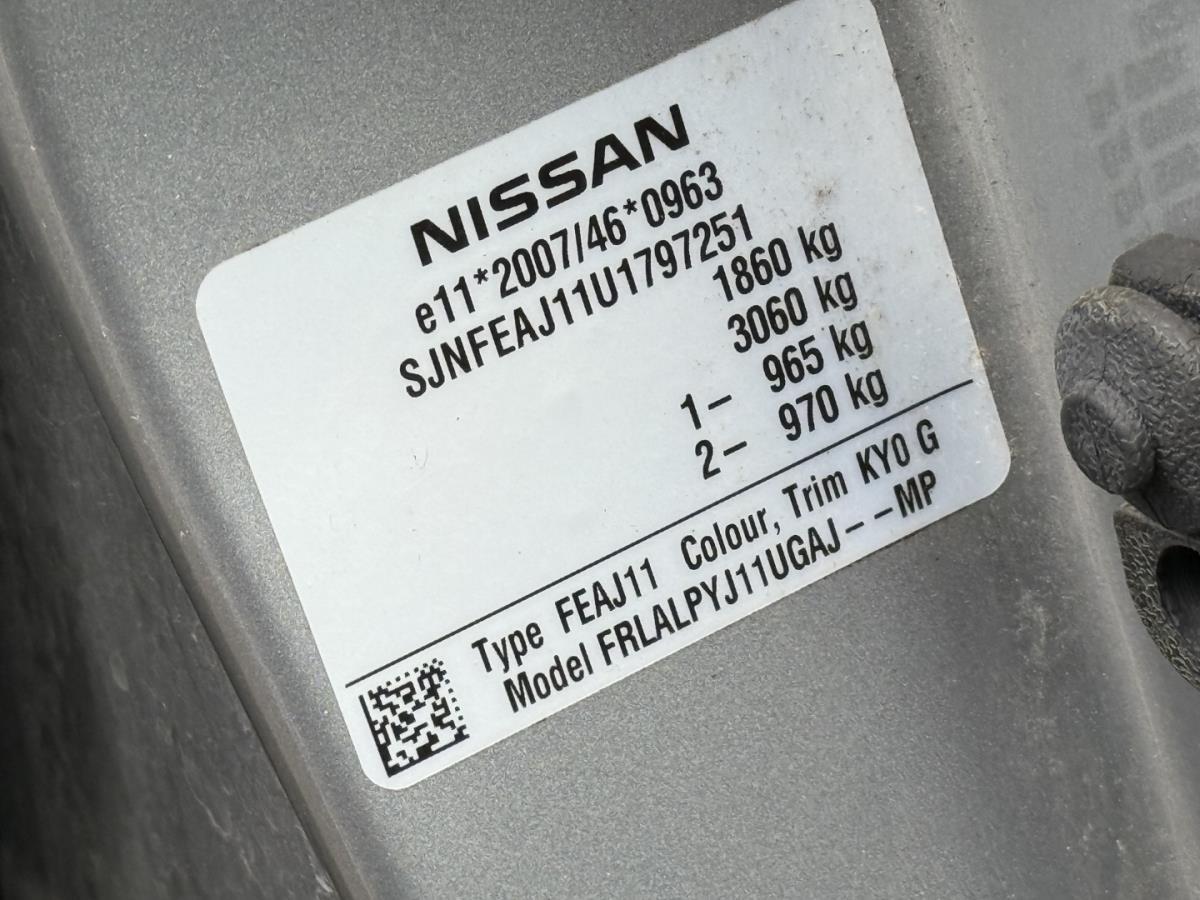 NISSAN
e11*2007/46*0963
SJNFEAJ11U1797251
1860 kg
3060 kg
1- 965 kg
2- 970 kg
Type FEAJ11 Colour, Trim KY0 G
Model FRLALPYJ11UGAJ--MP